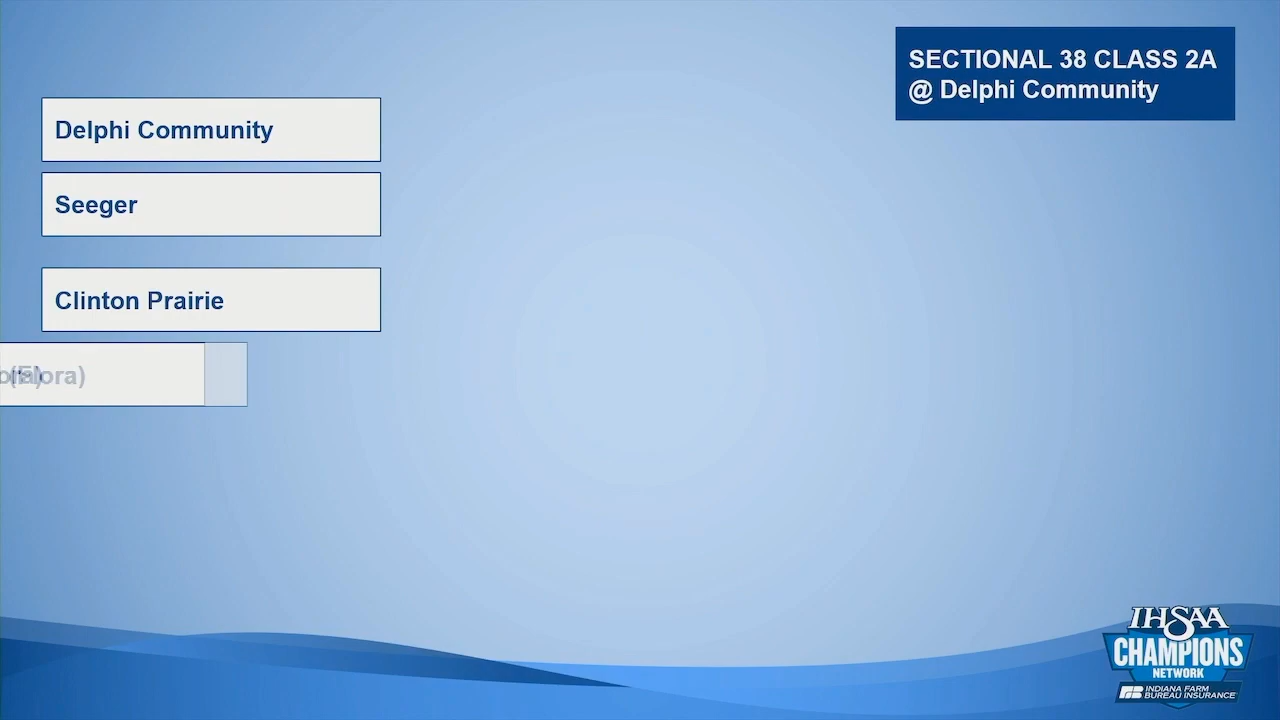 SECTIONAL 38 CLASS 2A
@ Delphi Community
Delphi Community
Seeger
Clinton Prairie
IHSAA
CHAMPIONS
NETWORK
INDIANA FARM
BUREAU INSURANCE